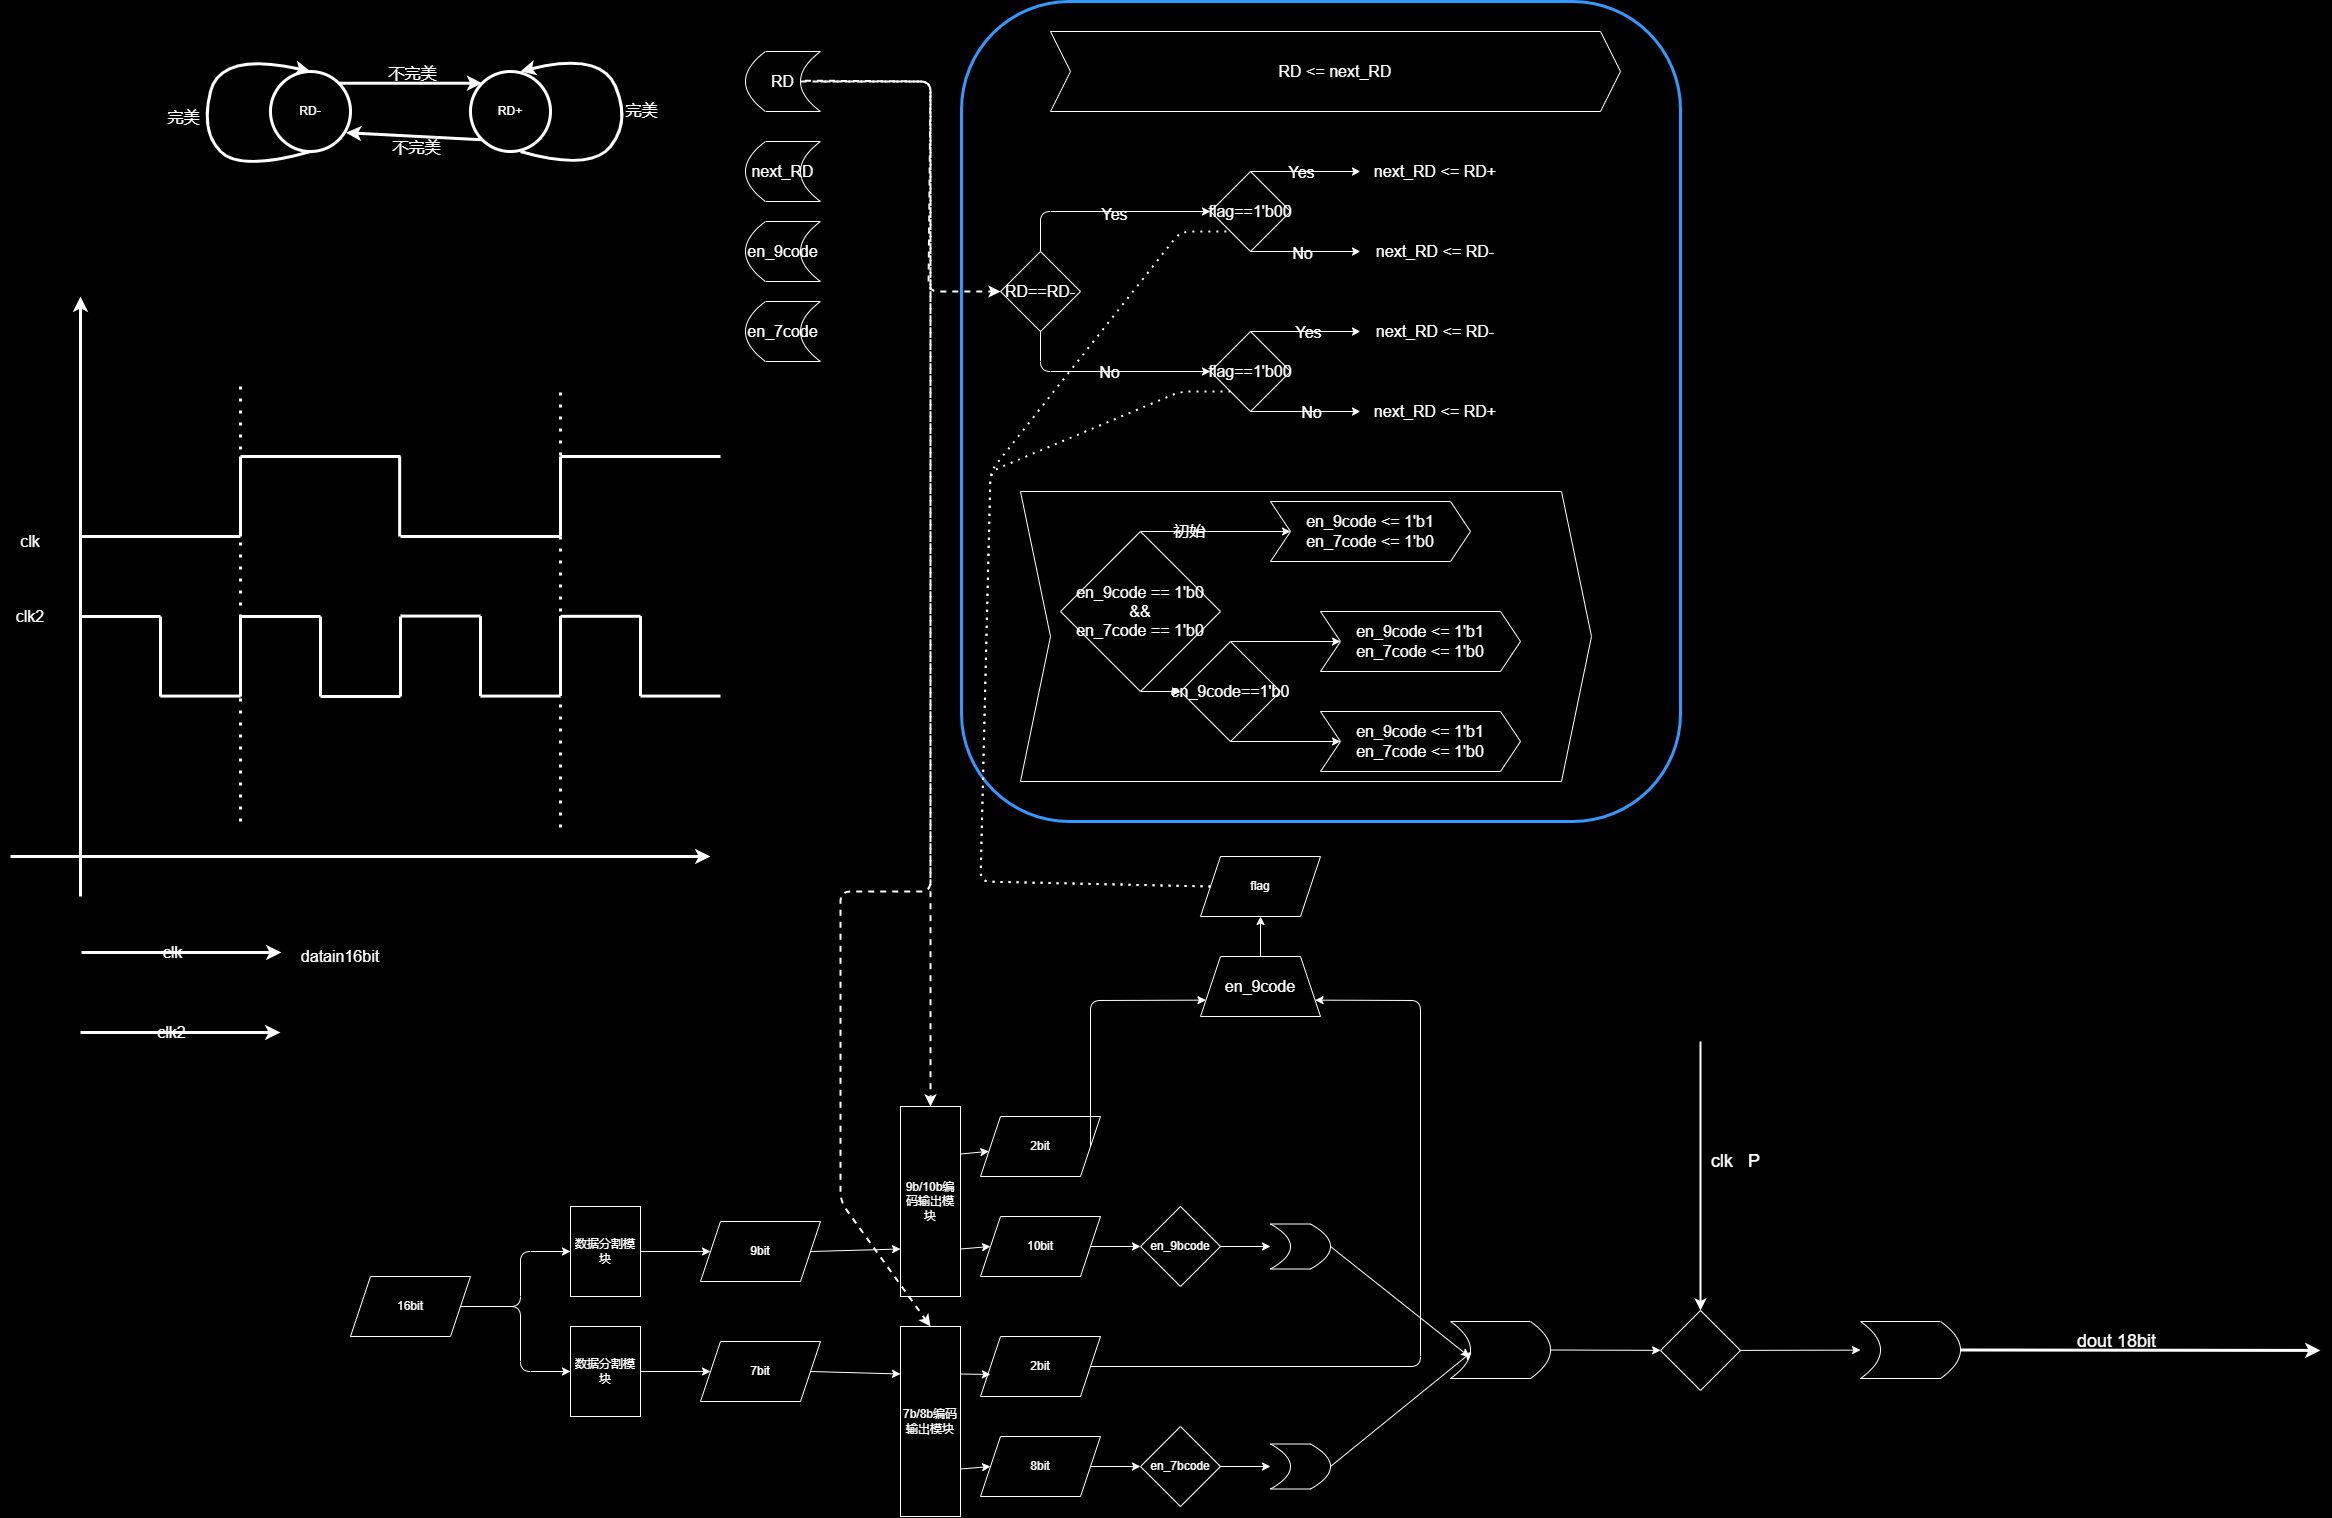 不完美
完美
RD-
RD+
完美
不完美
RD
next_RD
en_9code
en_7code
RD <= next_RD
Yes
next_RD <= RD+
flag==1'b00
Yes
No
next_RD <= RD-
RD==RD-
Yes
next_RD <= RD-
flag==1'b00
No
No
next_RD <= RD+
初始
en_9code <= 1'b1
en_7code <= 1'b0
en_9code == 1'b0
&&
en_7code == 1'b0
en_9code <= 1'b1
en_7code <= 1'b0
en_9code==1'b0
en_9code <= 1'b1
en_7code <= 1'b0
clk
clk2
clk
datain16bit
clk2
flag
en_9code
2bit
9b/10b编
码输出模
块
clk P
数据分割模
块
9bit
10bit
en_9bcode
16bit
数据分割模
块
7bit
2bit
7b/8b编码
输出模块
8bit
en_7bcode
dout 18bit